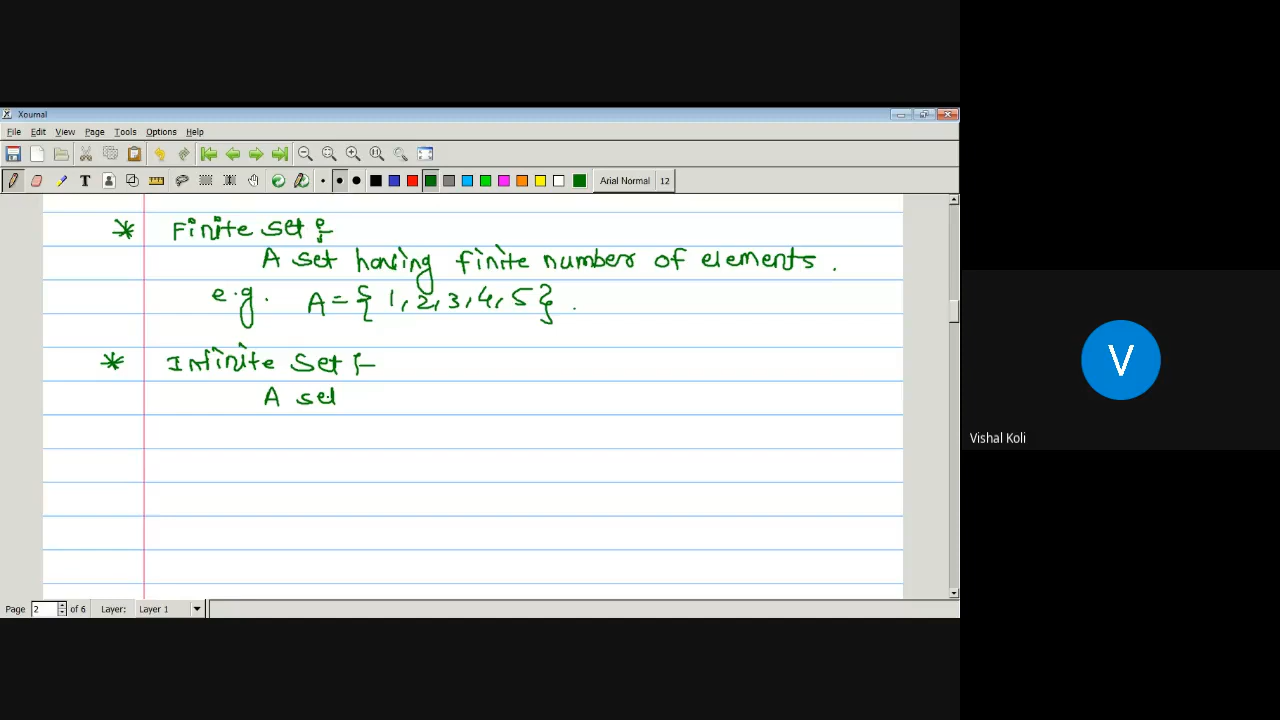 Xournal
File Edit View Page Tools Options Help
T Arial Normal 12
* Finite set :-
A set having finite number of elements.
e.g. A = { 1, 2, 3, 4, 5 } .
* Infinite Set :-
A set
Page 2 of 6 Layer: Layer 1
V
Vishal Koli